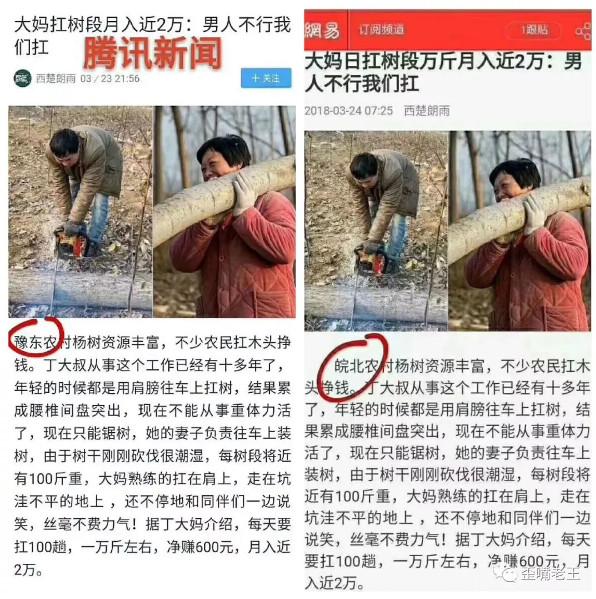 大妈扛树段月入近2万：男人不行我
们扛
腾讯新闻
西楚朗雨 03／23 21:56
+ 关注
豫东农村杨树资源丰富，不少农民扛木头挣
钱。丁大叔从事这个工作已经有十多年了，
年轻的时候都是用肩膀往车上扛树，结果累
成腰椎间盘突出，现在不能从事重体力活
了，现在只能锯树，她的妻子负责往车上装
树，由于树干刚刚砍伐很潮湿，每树段将近
有100斤重，大妈熟练的扛在肩上，走在坑
洼不平的地上 ，还不停地和同伴们一边说
笑，丝毫不费力气！据丁大妈介绍，每天要
扛100趟，一万斤左右，净赚600元，月入近
2万。
網易
订阅频道
1跟贴
大妈日扛树段万斤月入近2万：男
人不行我们扛
2018-03-24 07:25 西楚朗雨
皖北农村杨树资源丰富，不少农民扛木
头挣钱。丁大叔从事这个工作已经有十多年
了，年轻的时候都是用肩膀往车上扛树，结
果累成腰椎间盘突出，现在不能从事重体力
活了，现在只能锯树，她的妻子负责往车上
装树，由于树干刚刚砍伐很潮湿，每树段将
近有100斤重，大妈熟练的扛在肩上，走在
坑洼不平的地上 ，还不停地和同伴们一边说
笑，丝毫不费力气！据丁大妈介绍，每天要
扛100趟，一万斤左右，净赚600元，月
入近2万。
歪嘴老王